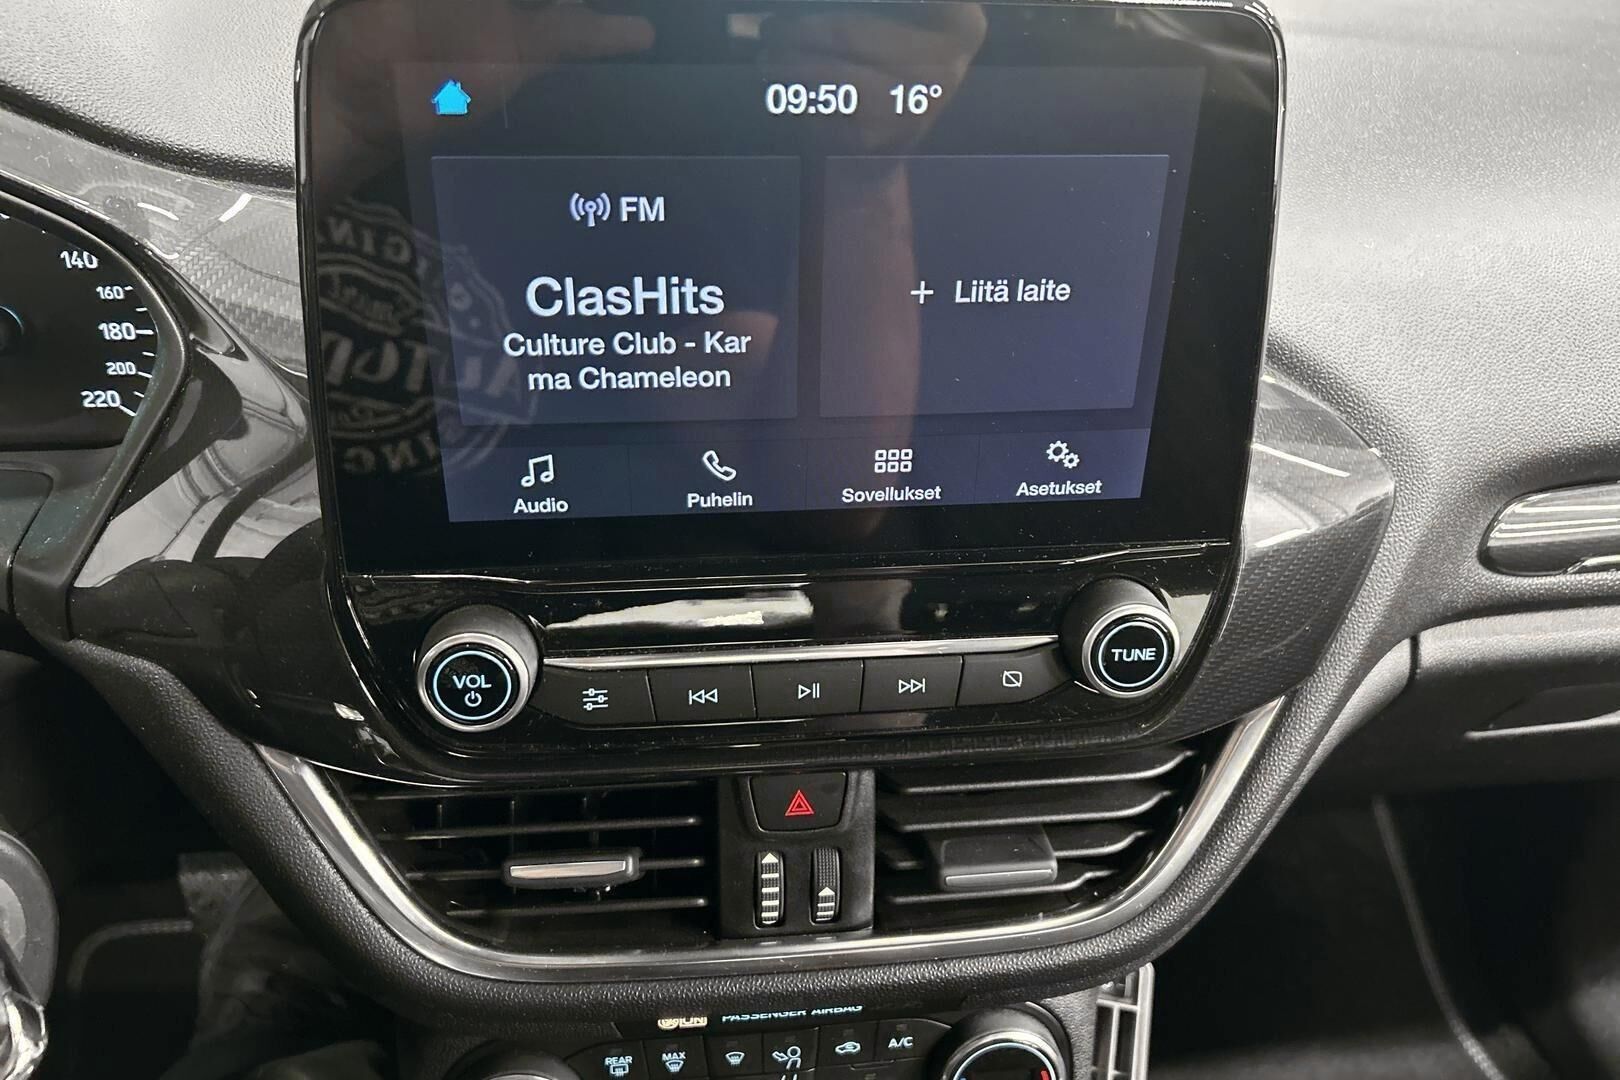 09:50 16°
FM
ClasHits
Culture Club - Kar
ma Chameleon
+ Liitä laite
Audio
Puhelin
Sovellukset
Asetukset
140
160
180
200
220
VOL
TUNE
PASSENGER AIRBAG
REAR
MAX
A/C